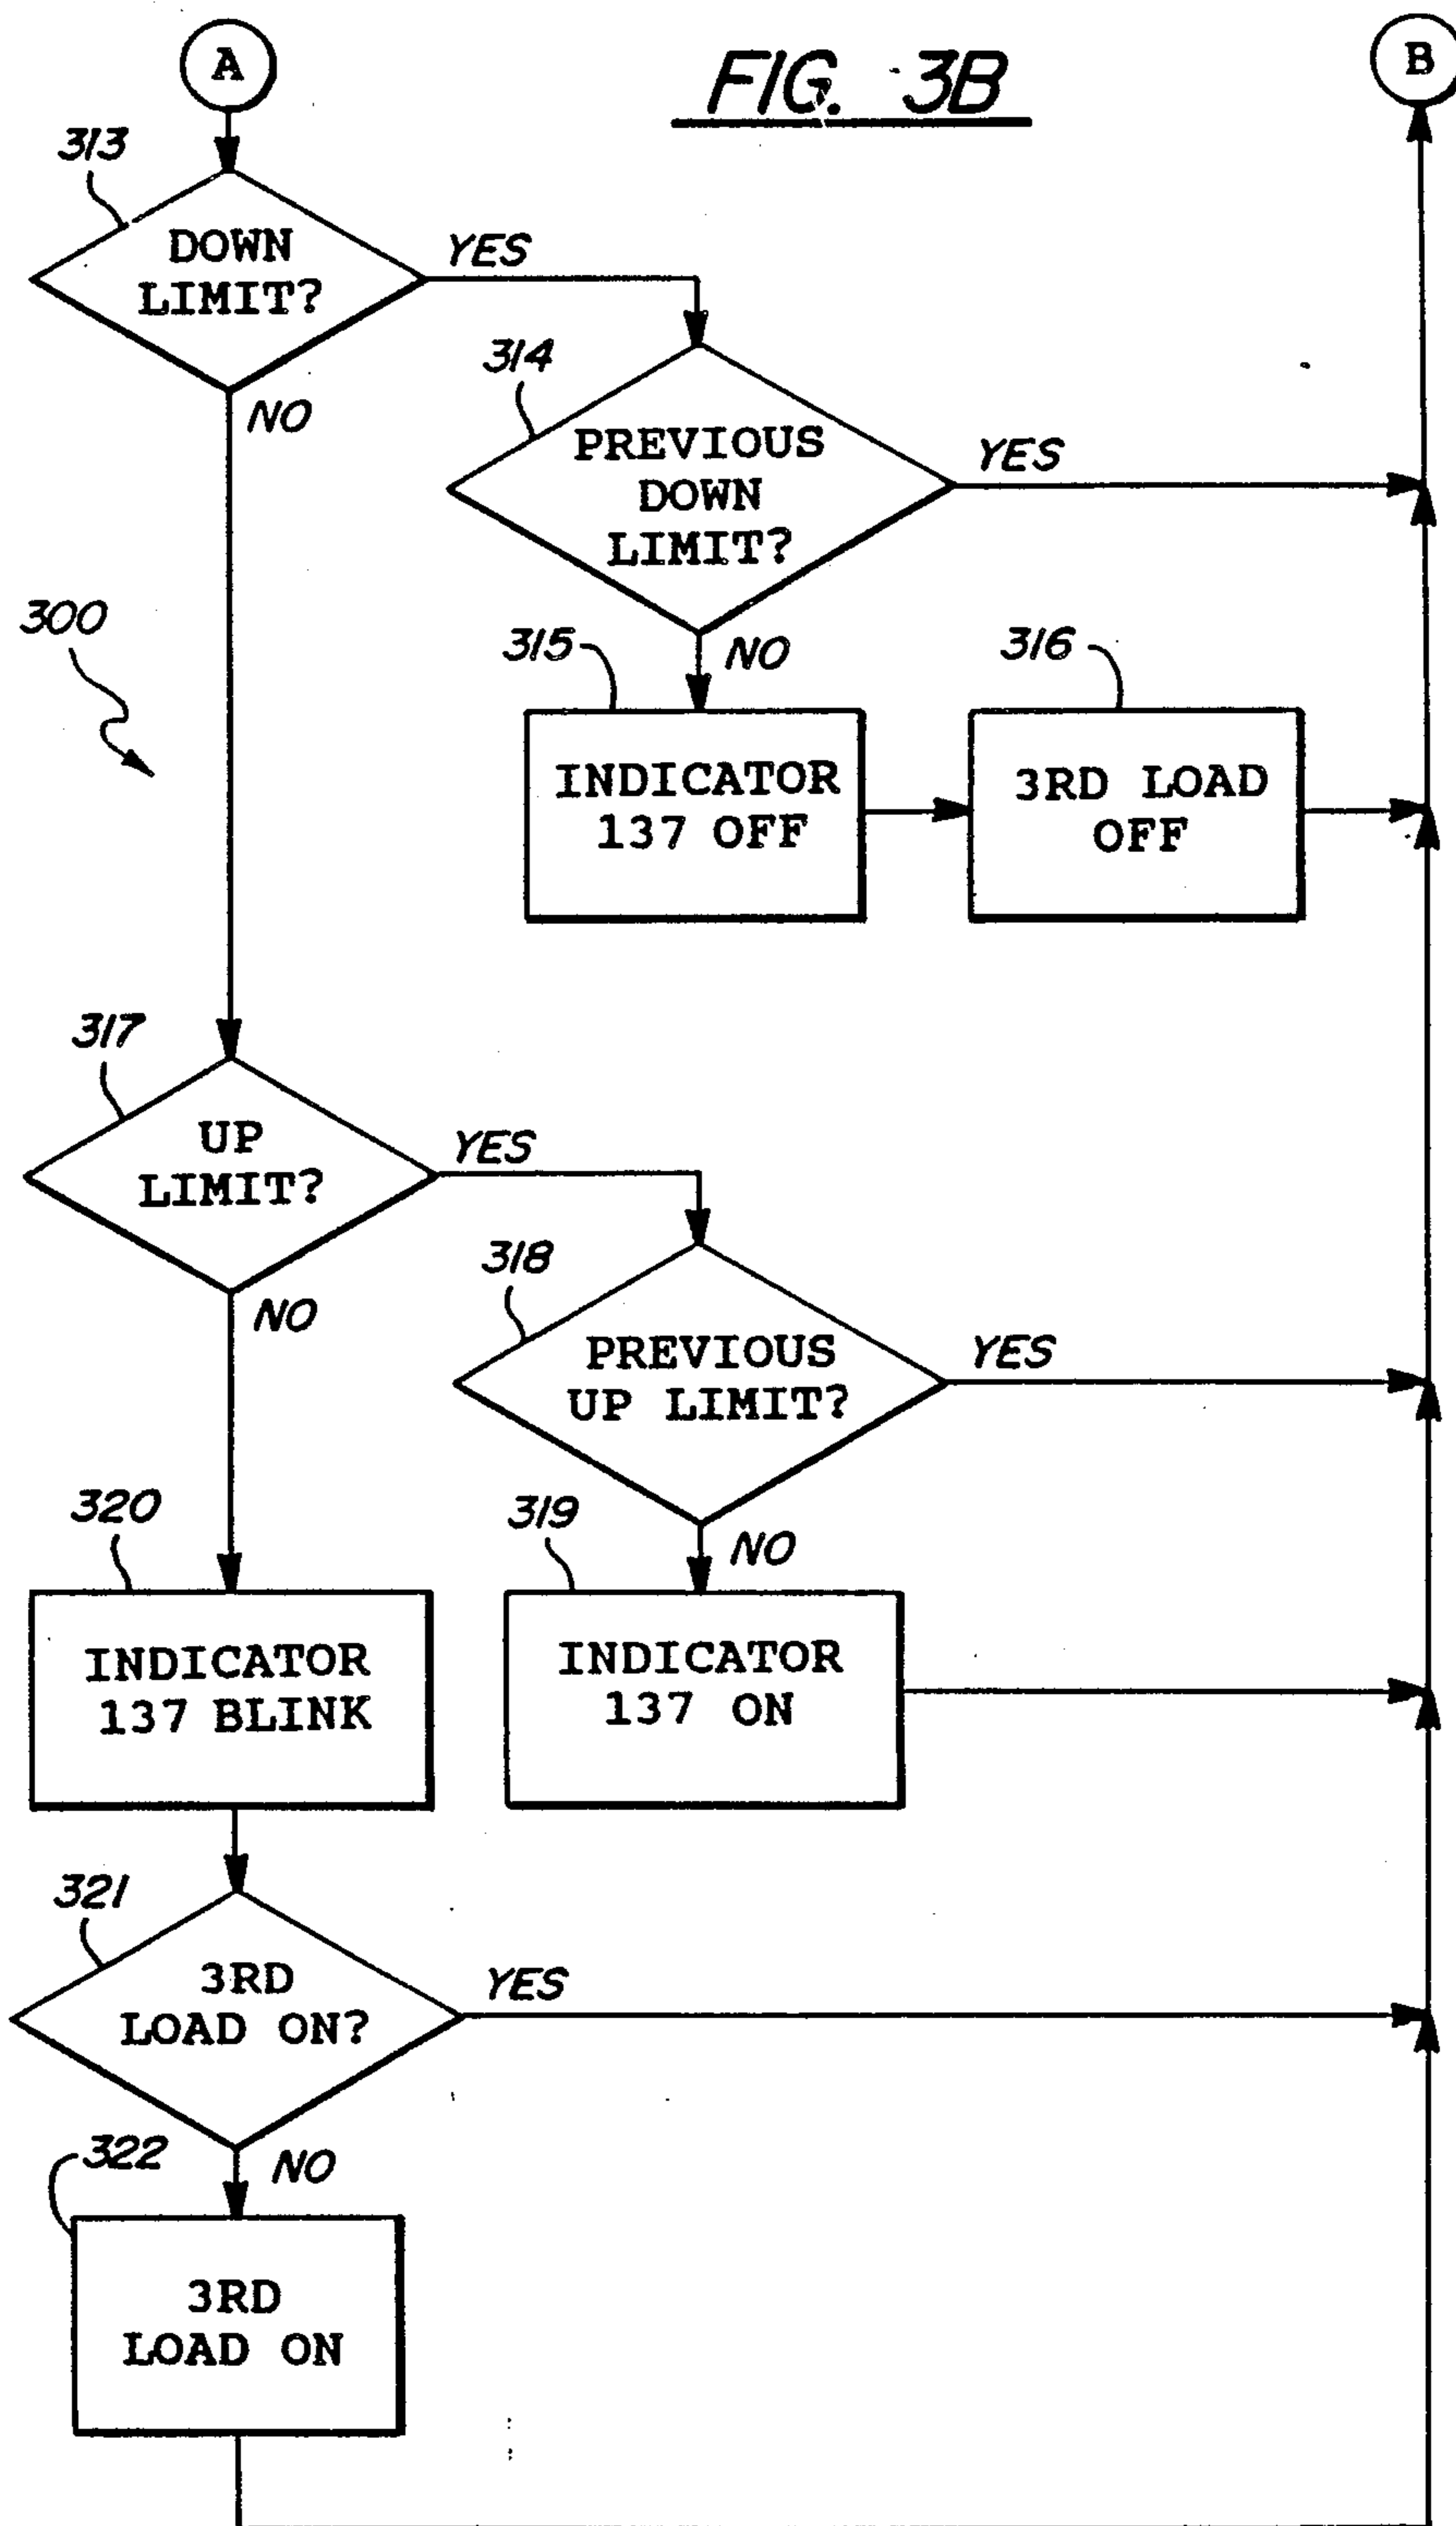 A
FIG. 3B
B
313
DOWN
LIMIT?
YES
NO
314
PREVIOUS
DOWN
LIMIT?
YES
NO
300
315
INDICATOR
137 OFF
316
3RD LOAD
OFF
317
UP
LIMIT?
YES
NO
318
PREVIOUS
UP LIMIT?
YES
NO
320
INDICATOR
137 BLINK
319
INDICATOR
137 ON
321
3RD
LOAD ON?
YES
NO
322
3RD
LOAD ON